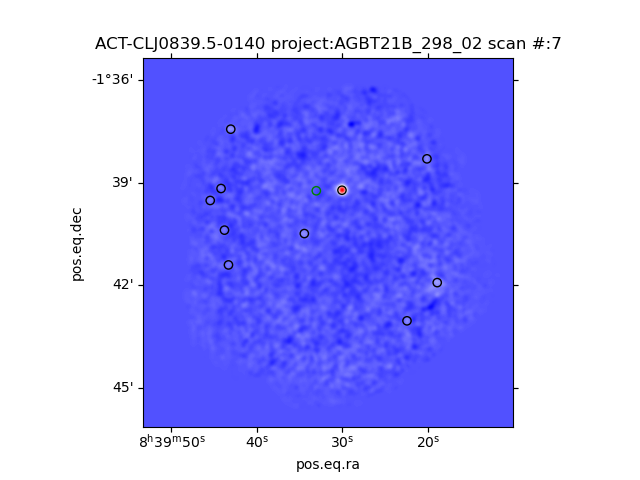 ACT-CLJ0839.5-0140 project:AGBT21B_298_02 scan #:7
-1°36'
39'
42'
45'
pos.eq.dec
8ʰ39ᵐ50ˢ 40ˢ 30ˢ 20ˢ
pos.eq.ra